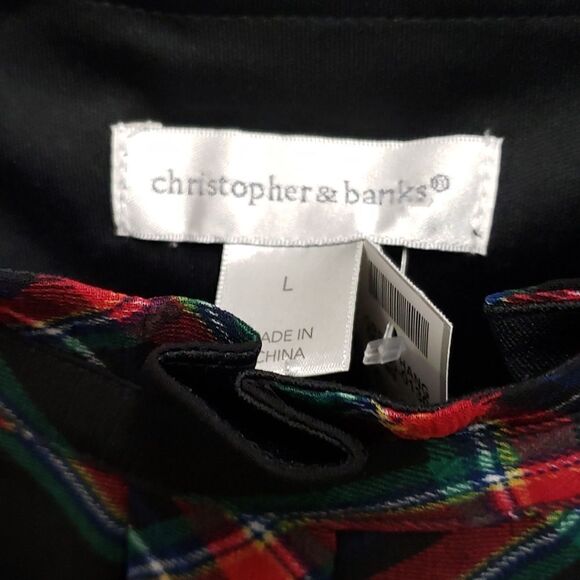 christopher & banks®
L
MADE IN
CHINA